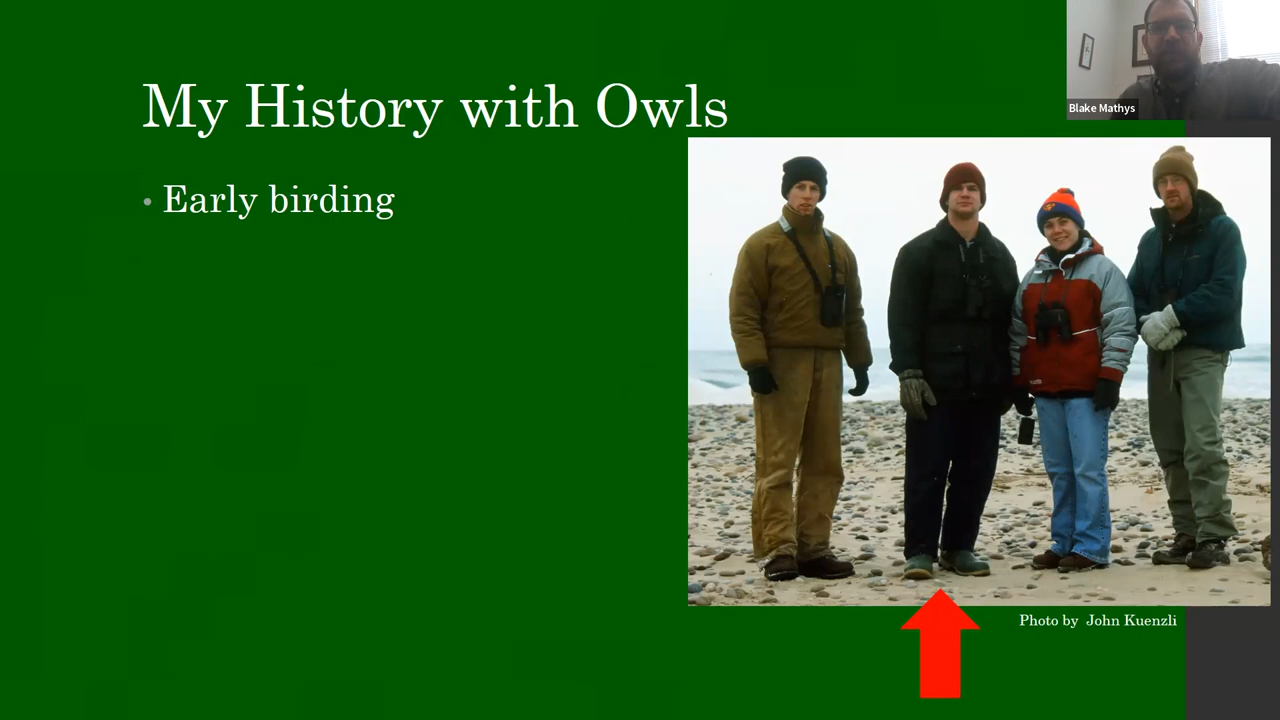 My History with Owls
• Early birding
Blake Mathys
Photo by John Kuenzli